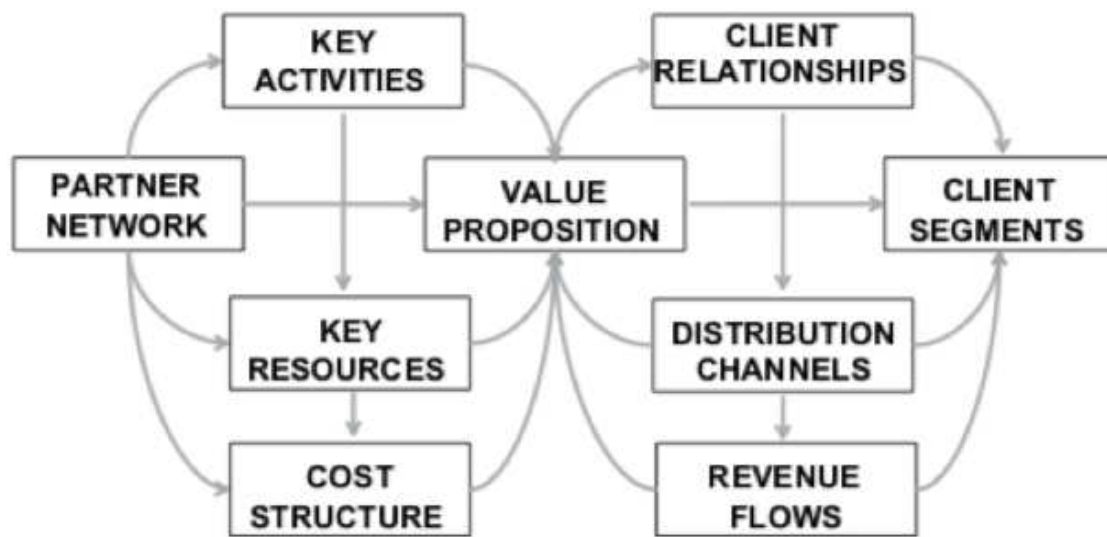 KEY
ACTIVITIES
CLIENT
RELATIONSHIPS
PARTNER
NETWORK
VALUE
PROPOSITION
CLIENT
SEGMENTS
KEY
RESOURCES
DISTRIBUTION
CHANNELS
COST
STRUCTURE
REVENUE
FLOWS